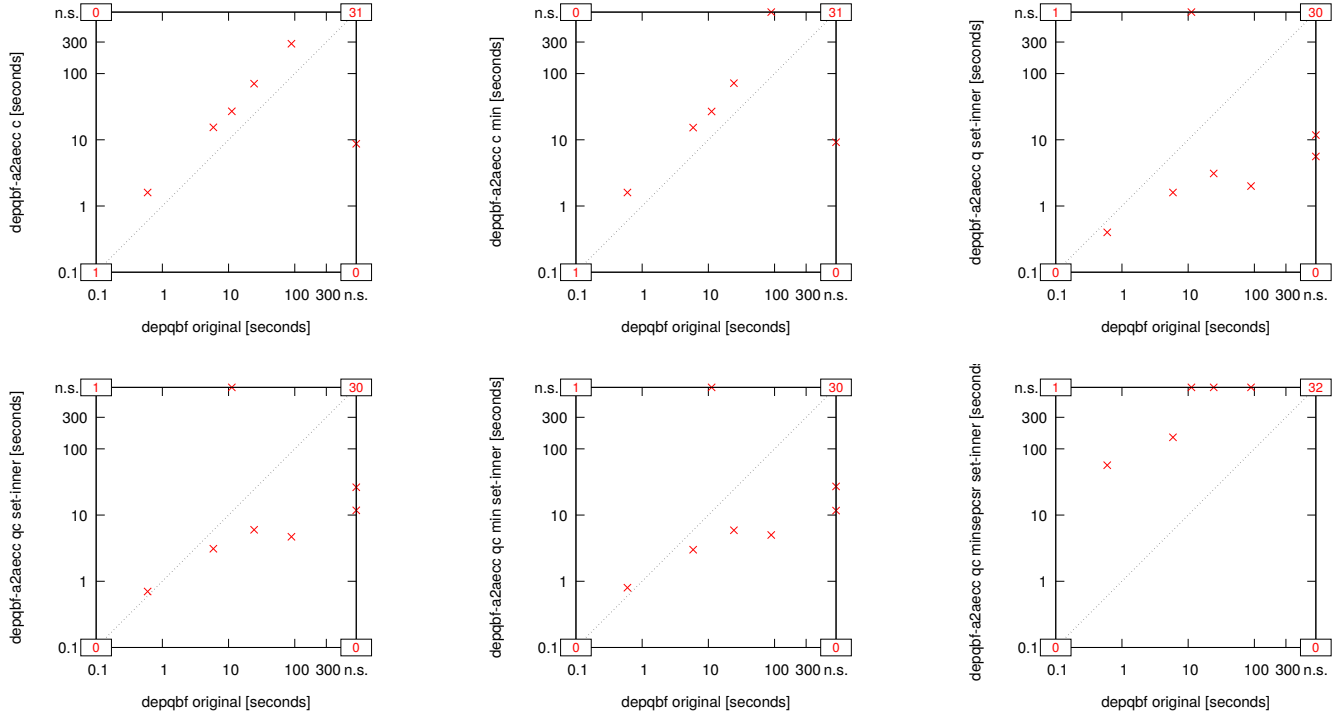 n.s. 0 31
300
100
10
1
0.1 1 0
0.1 1 10 100 300 n.s.
depqbf original [seconds]
depqbf-a2aecc c [seconds]
n.s. 0 31
300
100
10
1
0.1 1 0
0.1 1 10 100 300 n.s.
depqbf original [seconds]
depqbf-a2aecc c min [seconds]
n.s. 1 30
300
100
10
1
0.1 0 0
0.1 1 10 100 300 n.s.
depqbf original [seconds]
depqbf-a2aecc q set-inner [seconds]
n.s. 1 30
300
100
10
1
0.1 0 0
0.1 1 10 100 300 n.s.
depqbf original [seconds]
depqbf-a2aecc qc set-inner [seconds]
n.s. 1 30
300
100
10
1
0.1 0 0
0.1 1 10 100 300 n.s.
depqbf original [seconds]
depqbf-a2aecc qc min set-inner [seconds]
n.s. 1 32
300
100
10
1
0.1 0 0
0.1 1 10 100 300 n.s.
depqbf original [seconds]
depqbf-a2aecc qc minsepcsr set-inner [second